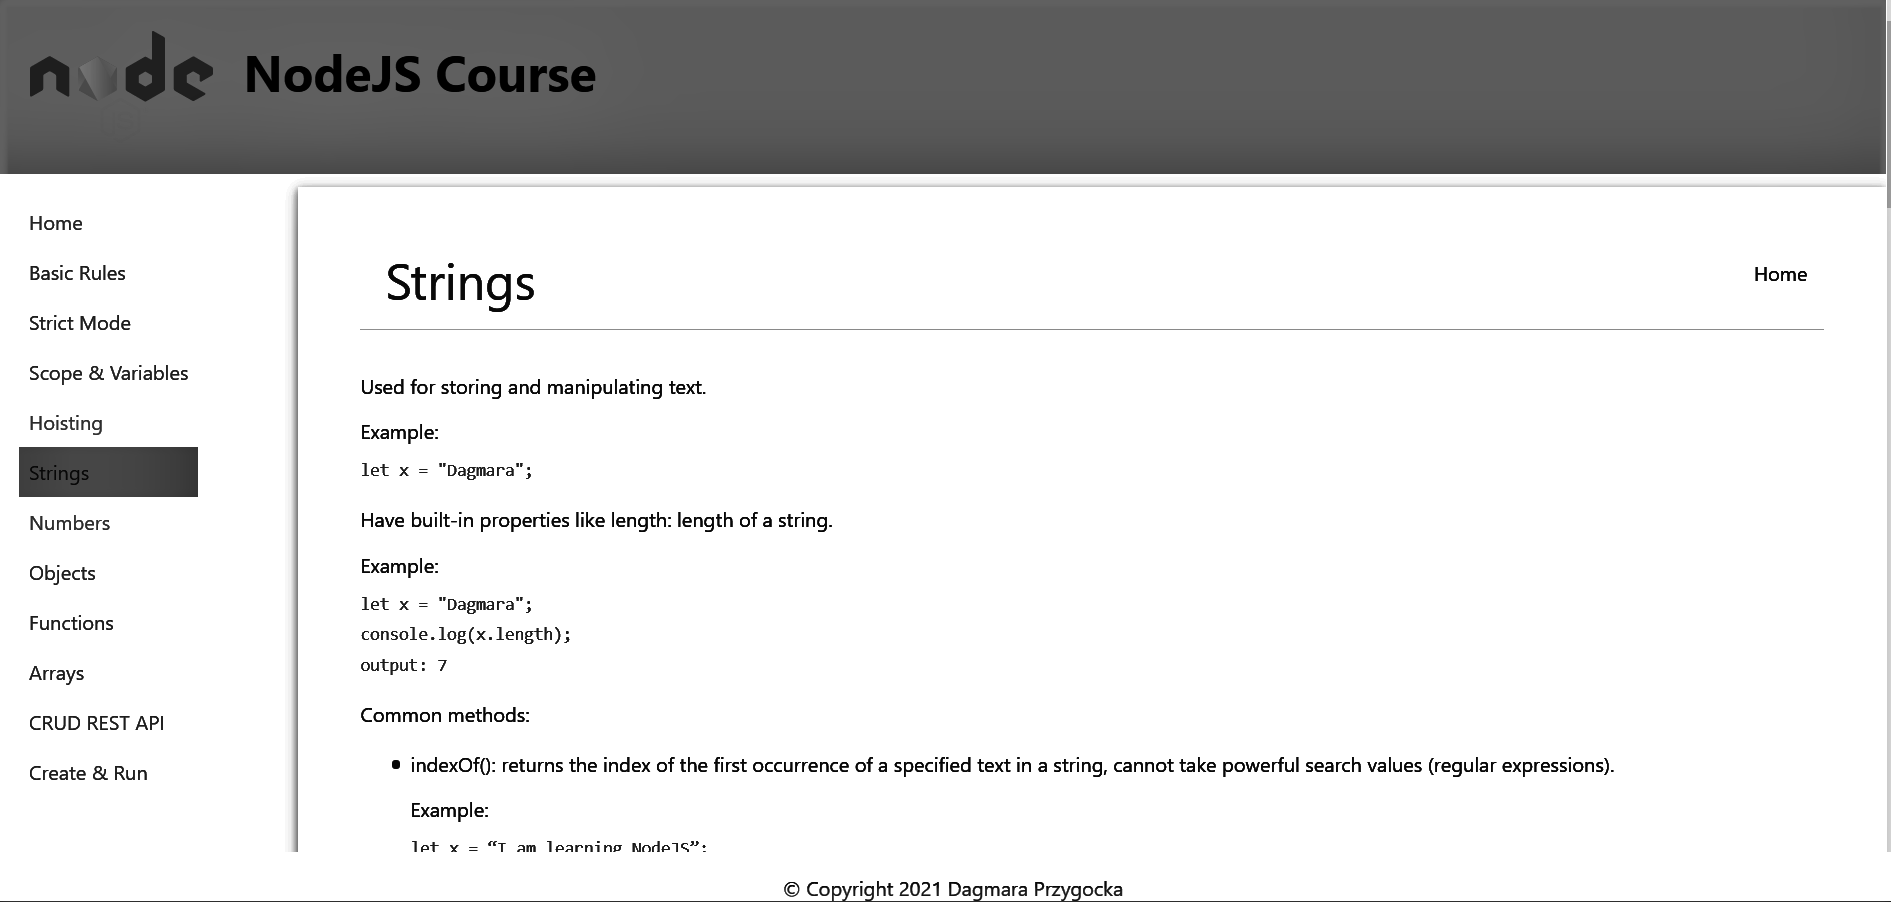 node NodeJS Course
Home
Basic Rules
Strict Mode
Scope & Variables
Hoisting
Strings
Numbers
Objects
Functions
Arrays
CRUD REST API
Create & Run
Strings
Home
Used for storing and manipulating text.
Example:
let x = "Dagmara";
Have built-in properties like length: length of a string.
Example:
let x = "Dagmara";
console.log(x.length);
output: 7
Common methods:
• indexOf(): returns the index of the first occurrence of a specified text in a string, cannot take powerful search values (regular expressions).
Example:
let x = “I am learning NodeJS”;
© Copyright 2021 Dagmara Przygocka